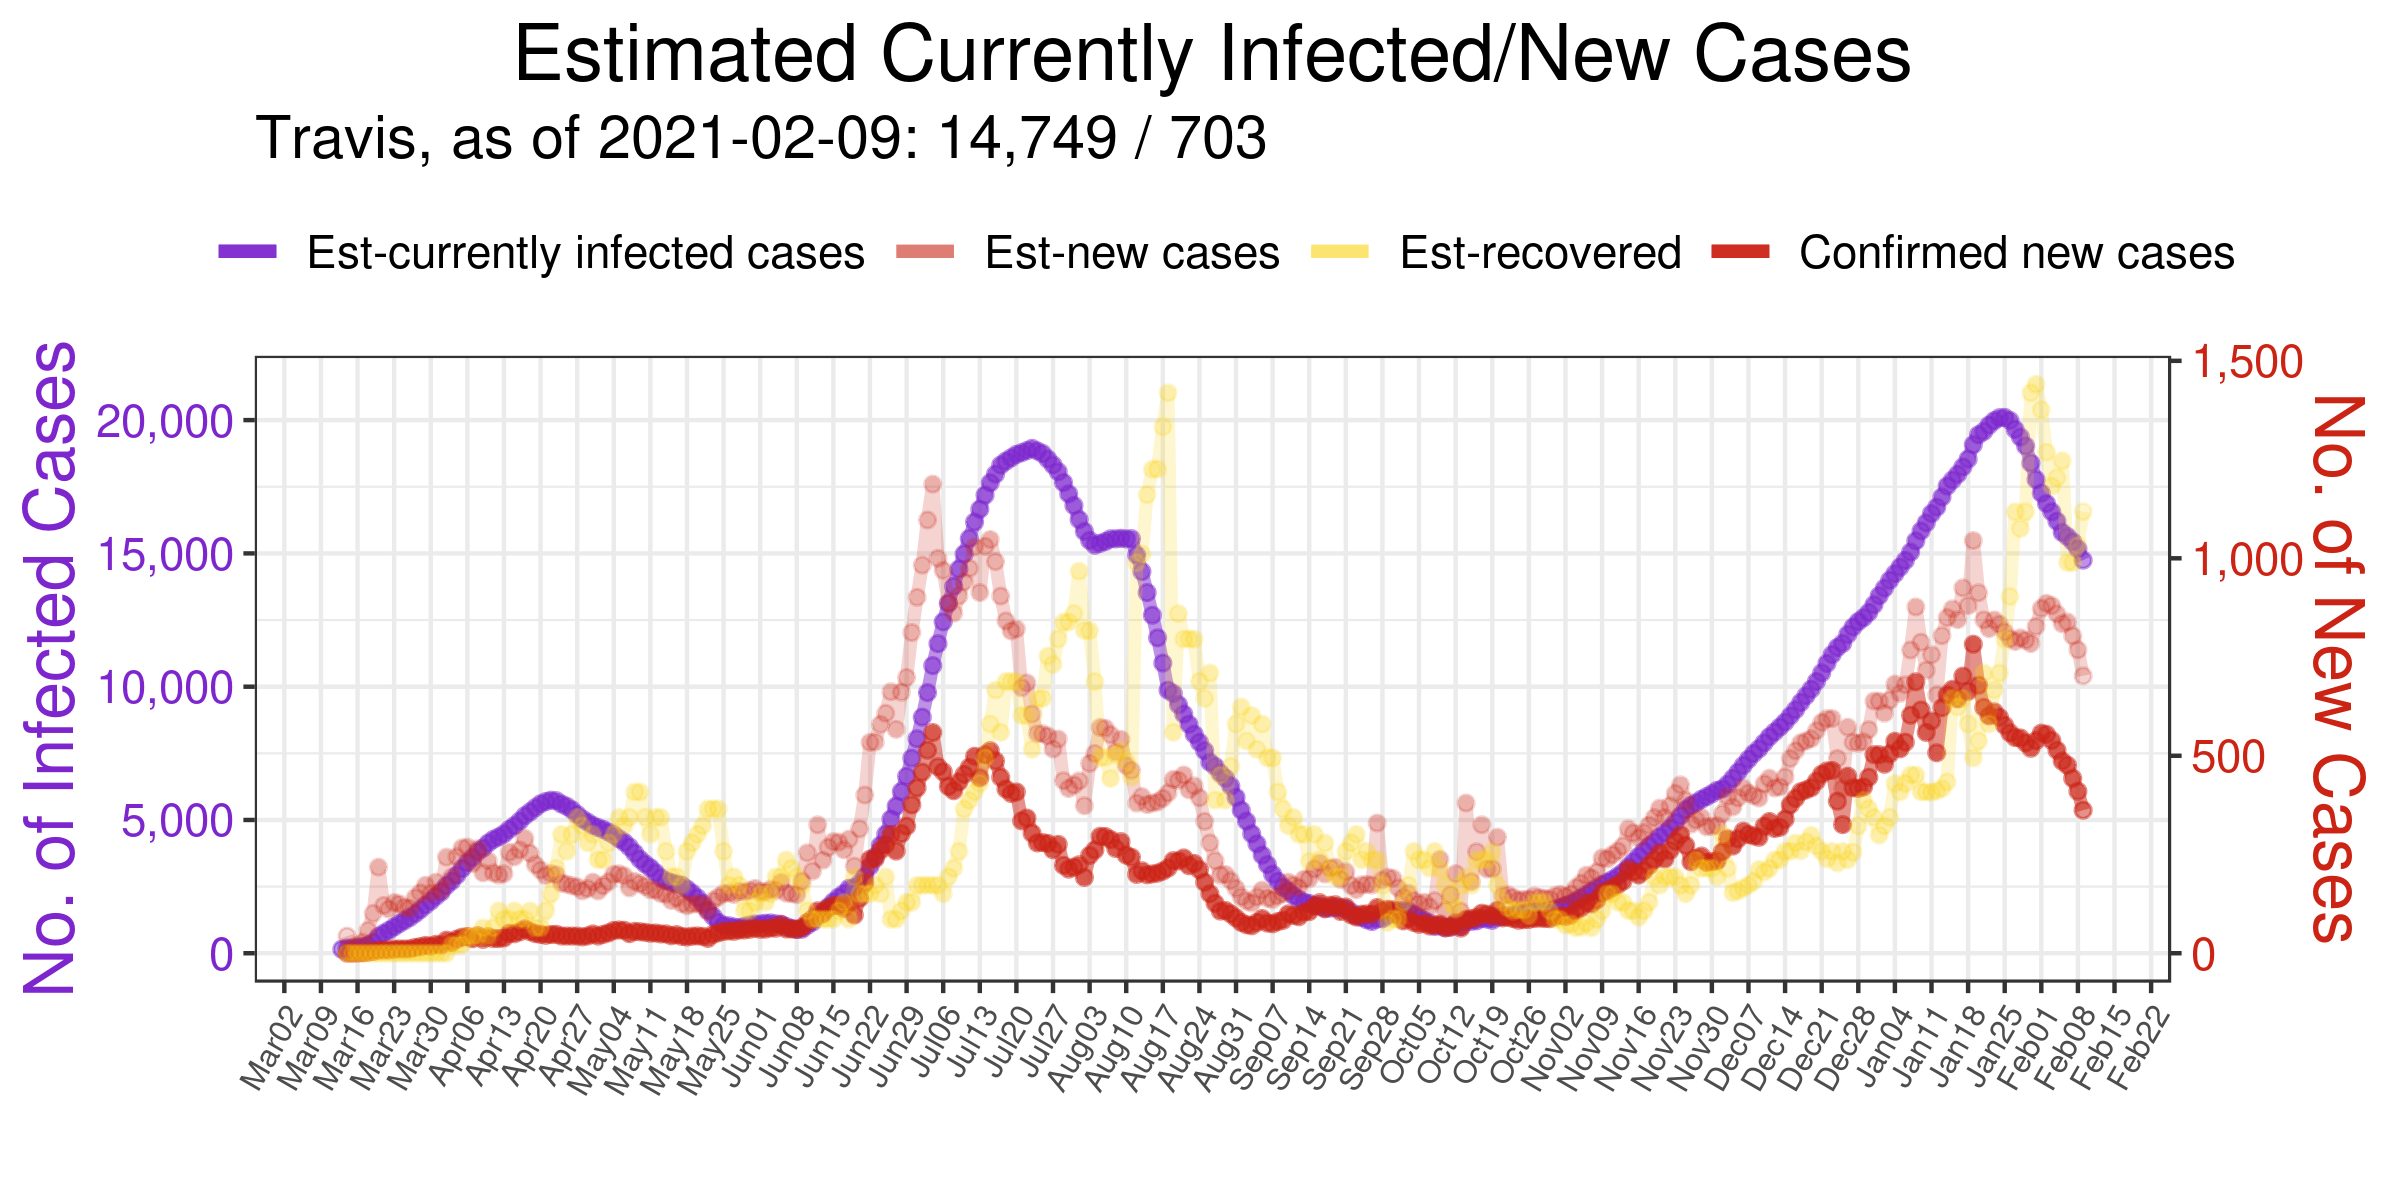 Estimated Currently Infected/New Cases
Travis, as of 2021-02-09: 14,749 / 703
Est-currently infected cases Est-new cases Est-recovered Confirmed new cases
No. of Infected Cases
20,000
15,000
10,000
5,000
0
1,500
1,000
500
0
No. of New Cases
Mar02 Mar09 Mar16 Mar23 Mar30 Apr06 Apr13 Apr20 Apr27 May04 May11 May18 May25 Jun01 Jun08 Jun15 Jun22 Jun29 Jul06 Jul13 Jul20 Jul27 Aug03 Aug10 Aug17 Aug24 Aug31 Sep07 Sep14 Sep21 Sep28 Oct05 Oct12 Oct19 Oct26 Nov02 Nov09 Nov16 Nov23 Nov30 Dec07 Dec14 Dec21 Dec28 Jan04 Jan11 Jan18 Jan25 Feb01 Feb08 Feb15 Feb22